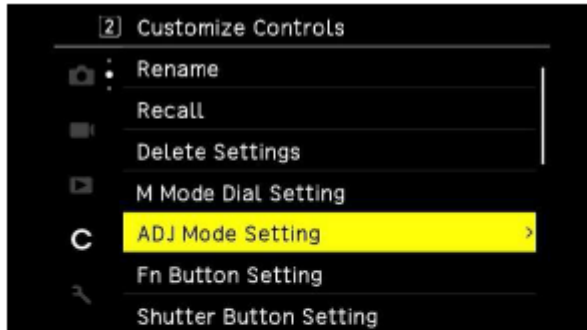 2 Customize Controls
Rename
Recall
Delete Settings
M Mode Dial Setting
C
ADJ Mode Setting >
Fn Button Setting
Shutter Button Setting